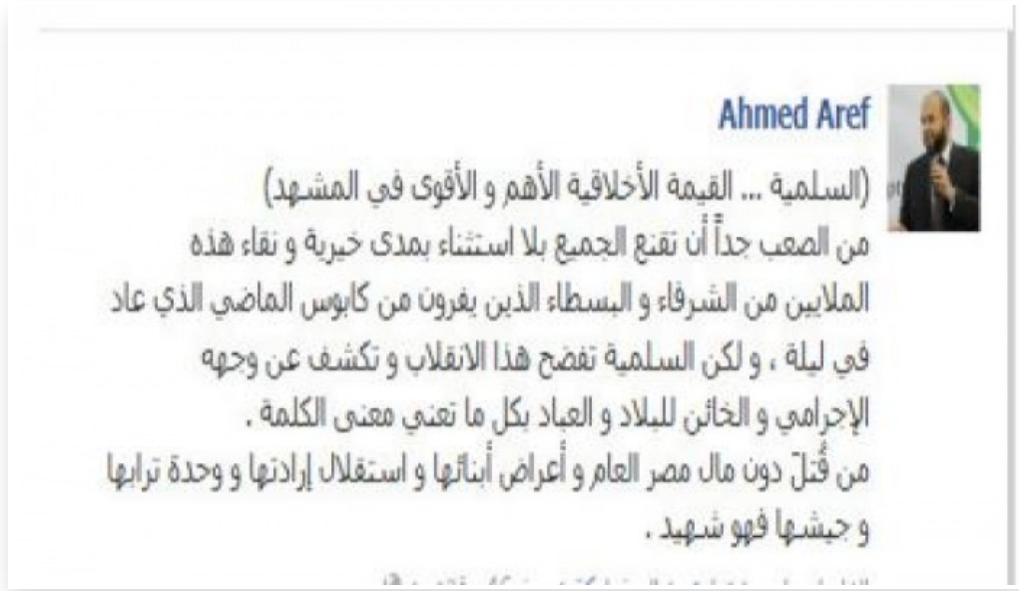 Ahmed Aref
(السلمية ... القيمة الأخلاقية الأهم و الأقوى في المشهد)
من الصعب جداً أن تقنع الجميع بلا استثناء بمدى خيرية و نقاء هذه
الملايين من الشرفاء و البسطاء الذين يفرون من كابوس الماضي الذي عاد
في ليلة ، و لكن السلمية تفضح هذا الانقلاب و تكشف عن وجهه
الإجرامي و الخائن للبلاد و العباد بكل ما تعني معنى الكلمة .
من قُتلّ دون مال مصر العام و أعراض أبنائها و استقلال إرادتها و وحدة ترابها
و جيشها فهو شهيد .